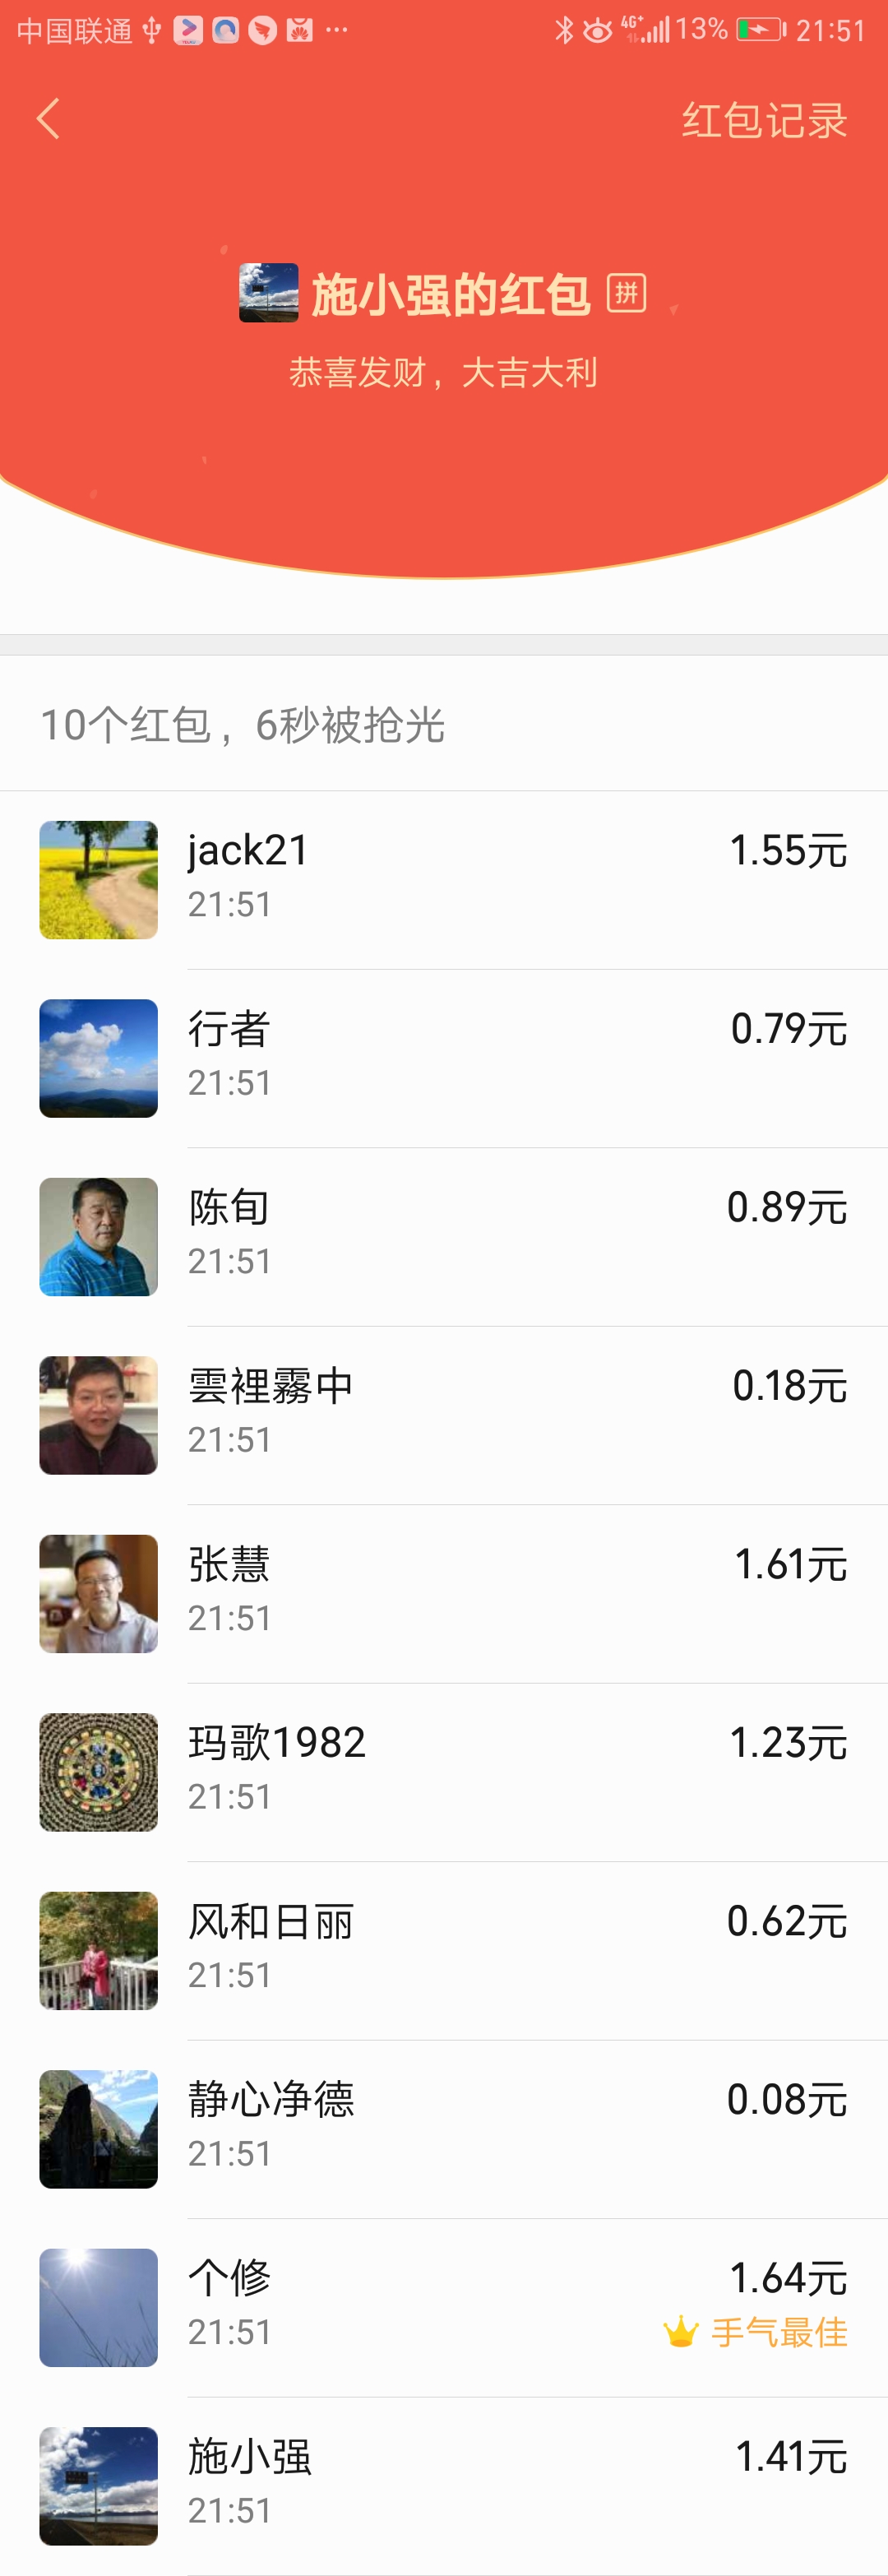 中国联通 ··· 4G+ 13% 21:51
红包记录
施小强的红包 拼
恭喜发财，大吉大利
10个红包，6秒被抢光
jack21 1.55元
21:51
行者 0.79元
21:51
陈旬 0.89元
21:51
雲裡霧中 0.18元
21:51
张慧 1.61元
21:51
玛歌1982 1.23元
21:51
风和日丽 0.62元
21:51
静心净德 0.08元
21:51
个修 1.64元
21:51 手气最佳
施小强 1.41元
21:51